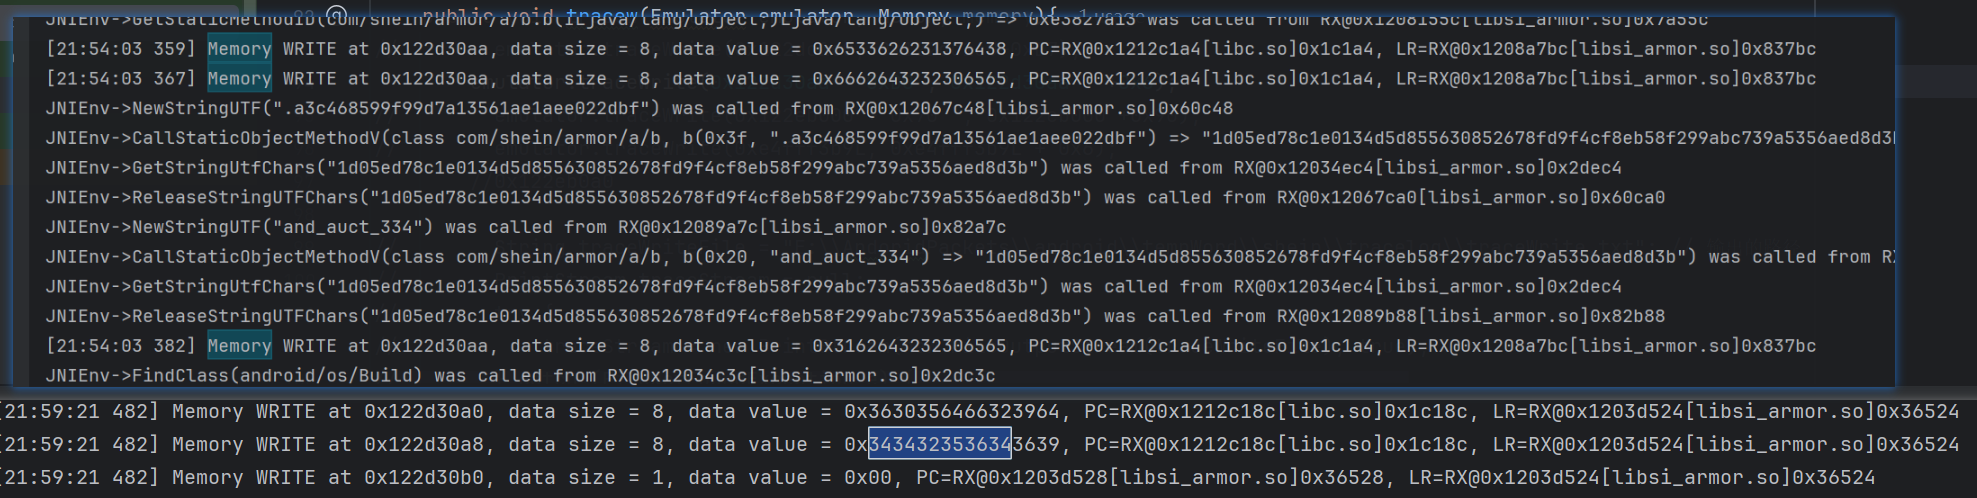 public void tracew(Emulator emulator, Memory memory){ 1 usage
JNIEnv->GetStaticMethodID(com/shein/armor/a/b.b(ILjava/lang/Object;)Ljava/lang/Object;) => 0xe3827a13 was called from RX@0x1208155c[libsi_armor.so]0x7a55c
[21:54:03 359] Memory WRITE at 0x122d30aa, data size = 8, data value = 0x6533626231376438, PC=RX@0x1212c1a4[libc.so]0x1c1a4, LR=RX@0x1208a7bc[libsi_armor.so]0x837bc
[21:54:03 367] Memory WRITE at 0x122d30aa, data size = 8, data value = 0x6662643232306565, PC=RX@0x1212c1a4[libc.so]0x1c1a4, LR=RX@0x1208a7bc[libsi_armor.so]0x837bc
JNIEnv->NewStringUTF(".a3c468599f99d7a13561ae1aee022dbf") was called from RX@0x12067c48[libsi_armor.so]0x60c48
JNIEnv->CallStaticObjectMethodV(class com/shein/armor/a/b, b(0x3f, ".a3c468599f99d7a13561ae1aee022dbf") => "1d05ed78c1e0134d5d855630852678fd9f4cf8eb58f299abc739a5356aed8d3b
JNIEnv->GetStringUtfChars("1d05ed78c1e0134d5d855630852678fd9f4cf8eb58f299abc739a5356aed8d3b") was called from RX@0x12034ec4[libsi_armor.so]0x2dec4
JNIEnv->ReleaseStringUTFChars("1d05ed78c1e0134d5d855630852678fd9f4cf8eb58f299abc739a5356aed8d3b") was called from RX@0x12067ca0[libsi_armor.so]0x60ca0
JNIEnv->NewStringUTF("and_auct_334") was called from RX@0x12089a7c[libsi_armor.so]0x82a7c
JNIEnv->CallStaticObjectMethodV(class com/shein/armor/a/b, b(0x20, "and_auct_334") => "1d05ed78c1e0134d5d855630852678fd9f4cf8eb58f299abc739a5356aed8d3b") was called from RX
JNIEnv->GetStringUtfChars("1d05ed78c1e0134d5d855630852678fd9f4cf8eb58f299abc739a5356aed8d3b") was called from RX@0x12034ec4[libsi_armor.so]0x2dec4
JNIEnv->ReleaseStringUTFChars("1d05ed78c1e0134d5d855630852678fd9f4cf8eb58f299abc739a5356aed8d3b") was called from RX@0x12089b88[libsi_armor.so]0x82b88
[21:54:03 382] Memory WRITE at 0x122d30aa, data size = 8, data value = 0x3162643232306565, PC=RX@0x1212c1a4[libc.so]0x1c1a4, LR=RX@0x1208a7bc[libsi_armor.so]0x837bc
JNIEnv->FindClass(android/os/Build) was called from RX@0x12034c3c[libsi_armor.so]0x2dc3c
[21:59:21 482] Memory WRITE at 0x122d30a0, data size = 8, data value = 0x3630356466323964, PC=RX@0x1212c18c[libc.so]0x1c18c, LR=RX@0x1203d524[libsi_armor.so]0x36524
[21:59:21 482] Memory WRITE at 0x122d30a8, data size = 8, data value = 0x3434323536343639, PC=RX@0x1212c18c[libc.so]0x1c18c, LR=RX@0x1203d524[libsi_armor.so]0x36524
[21:59:21 482] Memory WRITE at 0x122d30b0, data size = 1, data value = 0x00, PC=RX@0x1203d528[libsi_armor.so]0x36528, LR=RX@0x1203d524[libsi_armor.so]0x36524